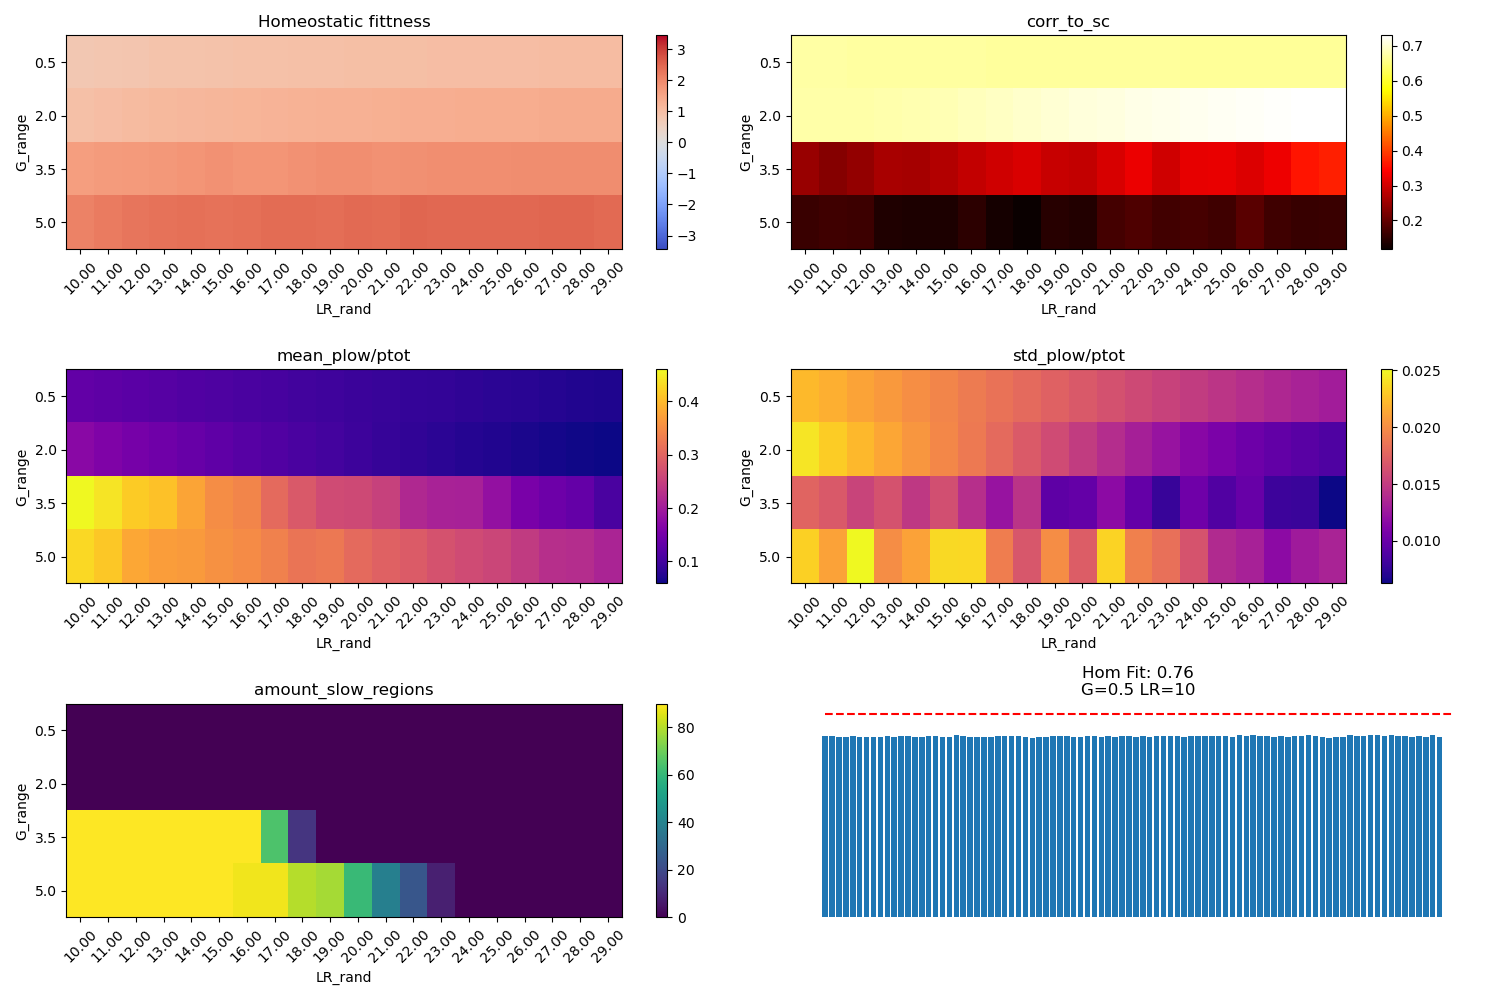 Homeostatic fittness
0.5
2.0
3.5
5.0
G_range
10.00 11.00 12.00 13.00 14.00 15.00 16.00 17.00 18.00 19.00 20.00 21.00 22.00 23.00 24.00 25.00 26.00 27.00 28.00 29.00
LR_rand
3
2
1
0
−1
−2
−3
corr_to_sc
0.5
2.0
3.5
5.0
G_range
10.00 11.00 12.00 13.00 14.00 15.00 16.00 17.00 18.00 19.00 20.00 21.00 22.00 23.00 24.00 25.00 26.00 27.00 28.00 29.00
LR_rand
0.7
0.6
0.5
0.4
0.3
0.2
mean_plow/ptot
0.5
2.0
3.5
5.0
G_range
10.00 11.00 12.00 13.00 14.00 15.00 16.00 17.00 18.00 19.00 20.00 21.00 22.00 23.00 24.00 25.00 26.00 27.00 28.00 29.00
LR_rand
0.4
0.3
0.2
0.1
std_plow/ptot
0.5
2.0
3.5
5.0
G_range
10.00 11.00 12.00 13.00 14.00 15.00 16.00 17.00 18.00 19.00 20.00 21.00 22.00 23.00 24.00 25.00 26.00 27.00 28.00 29.00
LR_rand
0.025
0.020
0.015
0.010
amount_slow_regions
0.5
2.0
3.5
5.0
G_range
10.00 11.00 12.00 13.00 14.00 15.00 16.00 17.00 18.00 19.00 20.00 21.00 22.00 23.00 24.00 25.00 26.00 27.00 28.00 29.00
LR_rand
80
60
40
20
0
Hom Fit: 0.76
G=0.5 LR=10